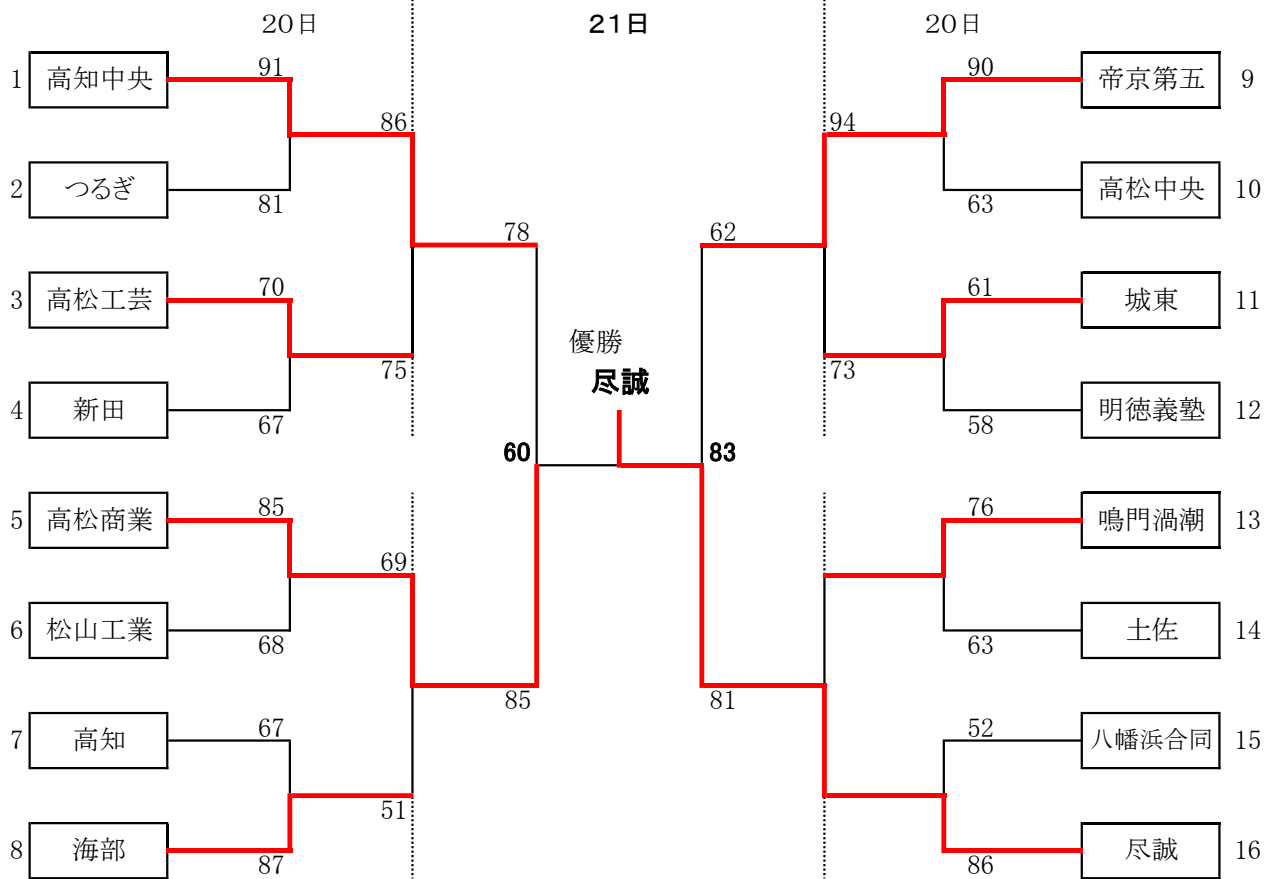 20日
21日
20日
1 高知中央 91
90 帝京第五 9
86
94
2 つるぎ 81
63 高松中央 10
78
62
3 高松工芸 70
61 城東 11
優勝
75
73
尽誠
4 新田 67
58 明徳義塾 12
60
83
5 高松商業 85
76 鳴門渦潮 13
69
6 松山工業 68
63 土佐 14
85
81
7 高知 67
52 八幡浜合同 15
51
8 海部 87
86 尽誠 16